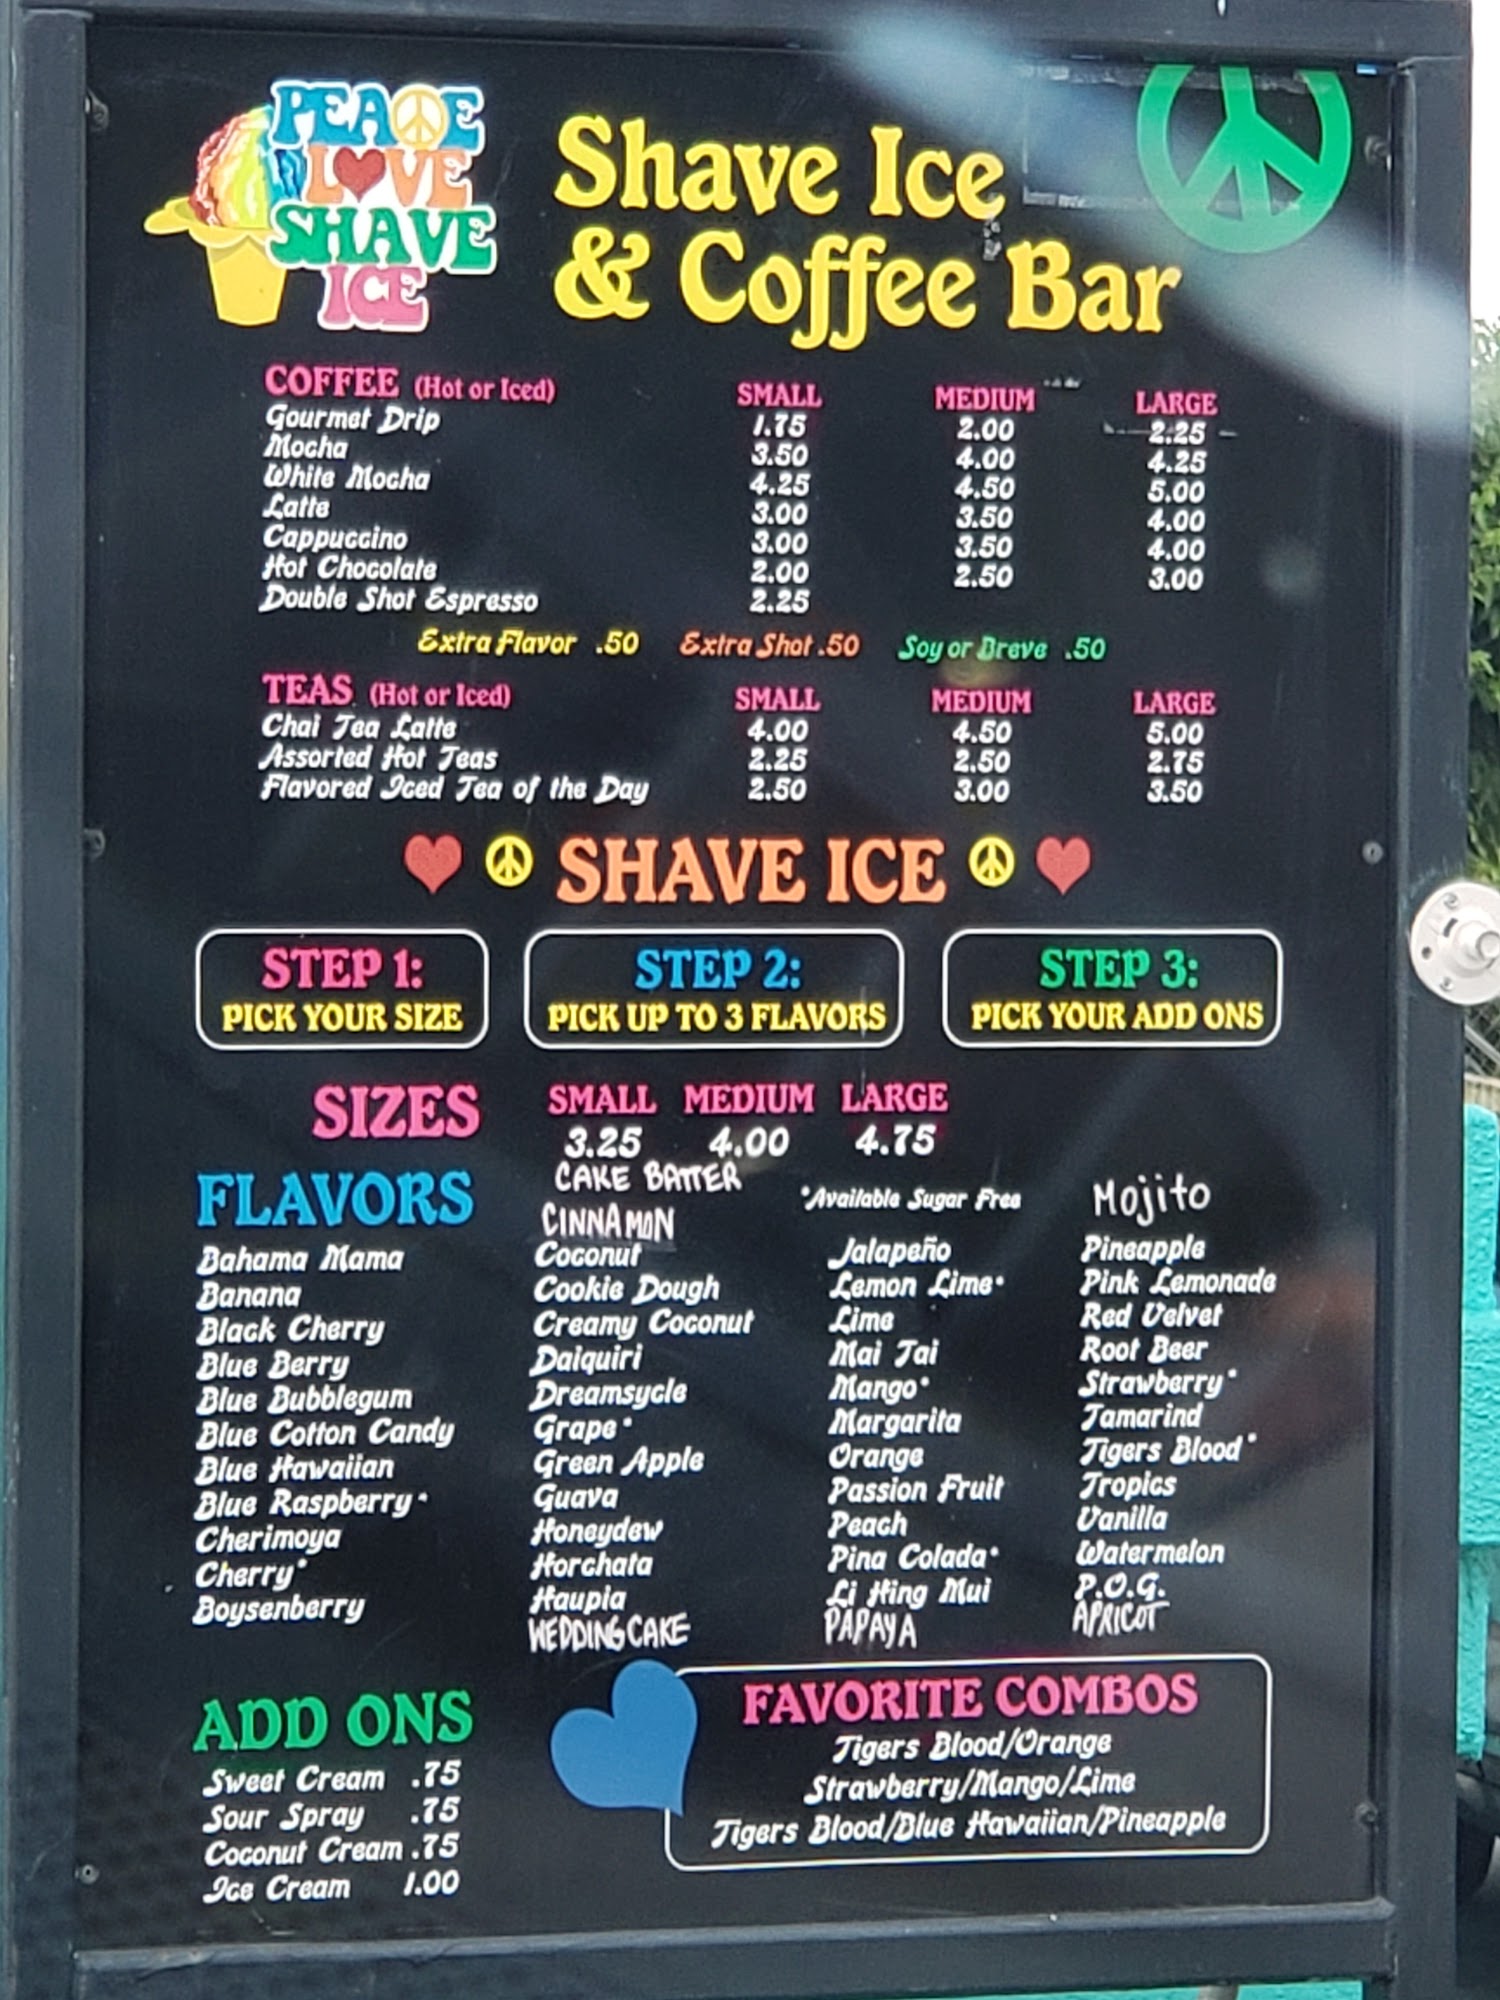 PEACE
LOVE
SHAVE
ICE
Shave Ice
& Coffee Bar
COFFEE (Hot or Iced) SMALL MEDIUM LARGE
Gourmet Drip 1.75 2.00 2.25
Mocha 3.50 4.00 4.25
White Mocha 4.25 4.50 5.00
Latte 3.00 3.50 4.00
Cappuccino 3.00 3.50 4.00
Hot Chocolate 2.00 2.50 3.00
Double Shot Espresso 2.25
Extra Flavor .50 Extra Shot .50 Soy or Breve .50
TEAS (Hot or Iced) SMALL MEDIUM LARGE
Chai Tea Latte 4.00 4.50 5.00
Assorted Hot Teas 2.25 2.50 2.75
Flavored Iced Tea of the Day 2.50 3.00 3.50
SHAVE ICE
STEP 1:
PICK YOUR SIZE
STEP 2:
PICK UP TO 3 FLAVORS
STEP 3:
PICK YOUR ADD ONS
SIZES SMALL MEDIUM LARGE
3.25 4.00 4.75
FLAVORS
*Available Sugar Free
Bahama Mama
Banana
Black Cherry
Blue Berry
Blue Bubblegum
Blue Cotton Candy
Blue Hawaiian
Blue Raspberry*
Cherimoya
Cherry*
Boysenberry
CAKE BATTER
CINNAMON
Coconut
Cookie Dough
Creamy Coconut
Daiquiri
Dreamsycle
Grape*
Green Apple
Guava
Honeydew
Horchata
Haupia
WEDDING CAKE
Jalapeño
Lemon Lime*
Lime
Mai Tai
Mango*
Margarita
Orange
Passion Fruit
Peach
Pina Colada*
Li Hing Mui
PAPAYA
Mojito
Pineapple
Pink Lemonade
Red Velvet
Root Beer
Strawberry*
Tamarind
Tigers Blood*
Tropics
Vanilla
Watermelon
P.O.G.
APRICOT
ADD ONS
Sweet Cream .75
Sour Spray .75
Coconut Cream .75
Ice Cream 1.00
FAVORITE COMBOS
Tigers Blood/Orange
Strawberry/Mango/Lime
Tigers Blood/Blue Hawaiian/Pineapple